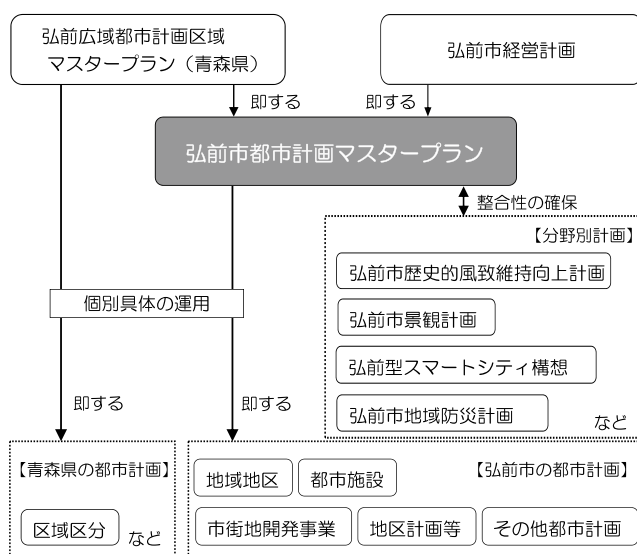 弘前広域都市計画区域
マスタープラン（青森県）
弘前市経営計画
即する
即する
弘前市都市計画マスタープラン
整合性の確保
【分野別計画】
弘前市歴史的風致維持向上計画
弘前市景観計画
弘前型スマートシティ構想
弘前市地域防災計画
など
個別具体の運用
即する
即する
【青森県の都市計画】
区域区分
など
【弘前市の都市計画】
地域地区
都市施設
市街地開発事業
地区計画等
その他都市計画